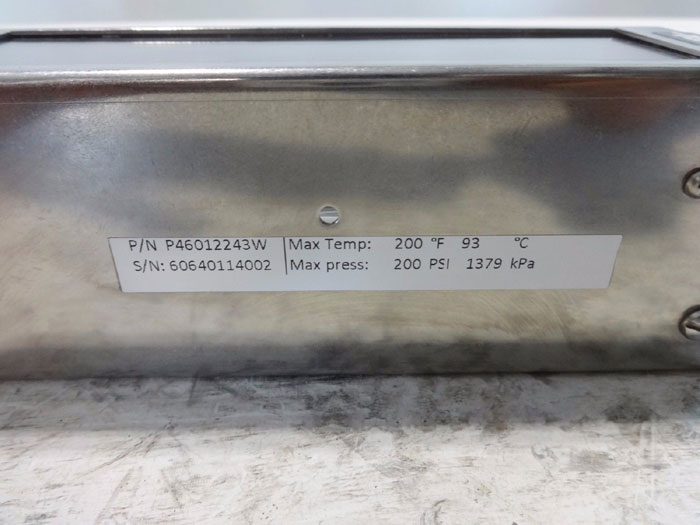 P/N P46012243W Max Temp: 200 °F 93 °C
S/N: 60640114002 Max press: 200 PSI 1379 kPa